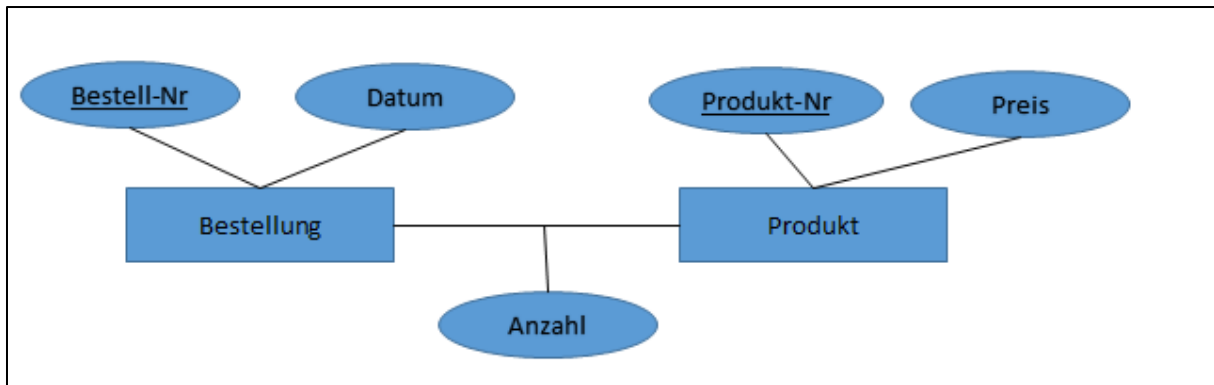 Bestell-Nr
Datum
Produkt-Nr
Preis
Bestellung
Produkt
Anzahl